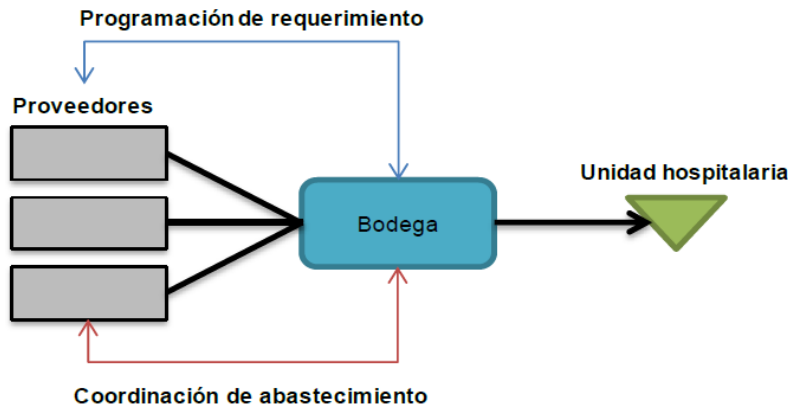 Programación de requerimiento
Proveedores
Unidad hospitalaria
Bodega
Coordinación de abastecimiento